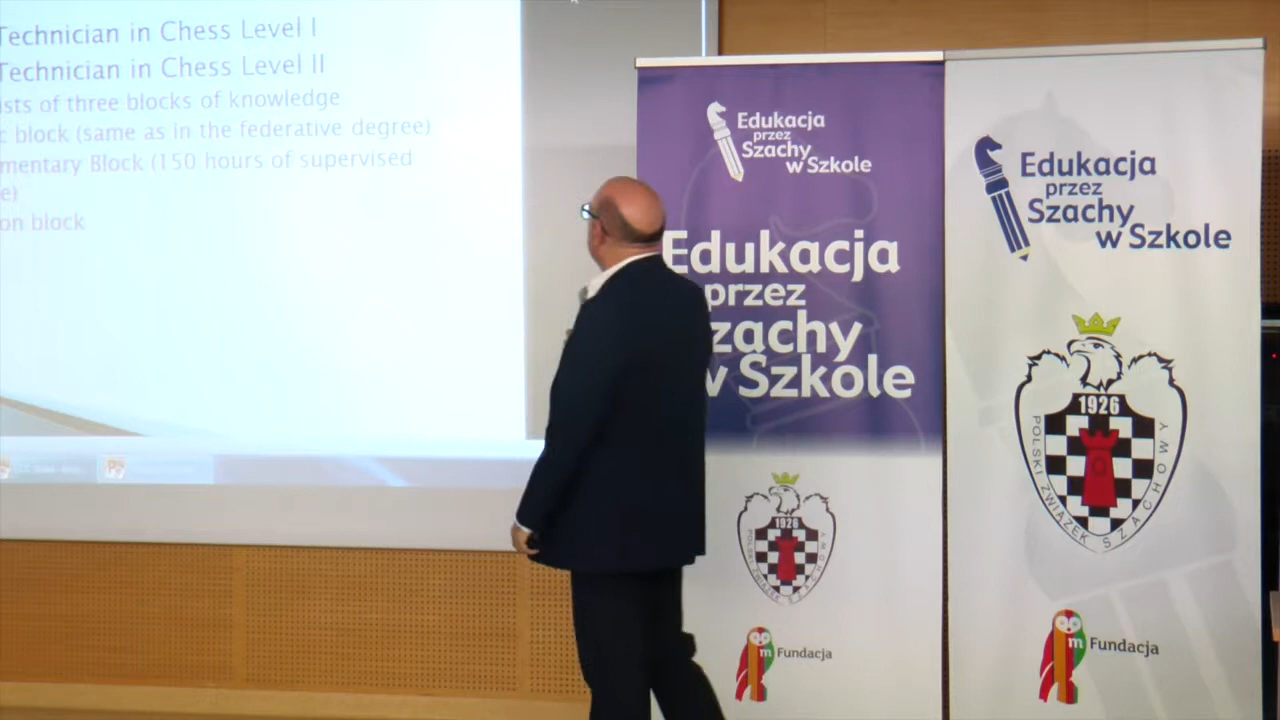 Technician in Chess Level I
Technician in Chess Level II
ists of three blocks of knowledge
c block (same as in the federative degree)
mentary Block (150 hours of supervised
e)
on block
Edukacja
przez
Szachy
w Szkole
Edukacja
przez
zachy
w Szkole
1926
POLSKI ZWIĄZEK SZACHOWY
m Fundacja
Edukacja
przez
Szachy
w Szkole
1926
POLSKI ZWIĄZEK SZACHOWY
m Fundacja